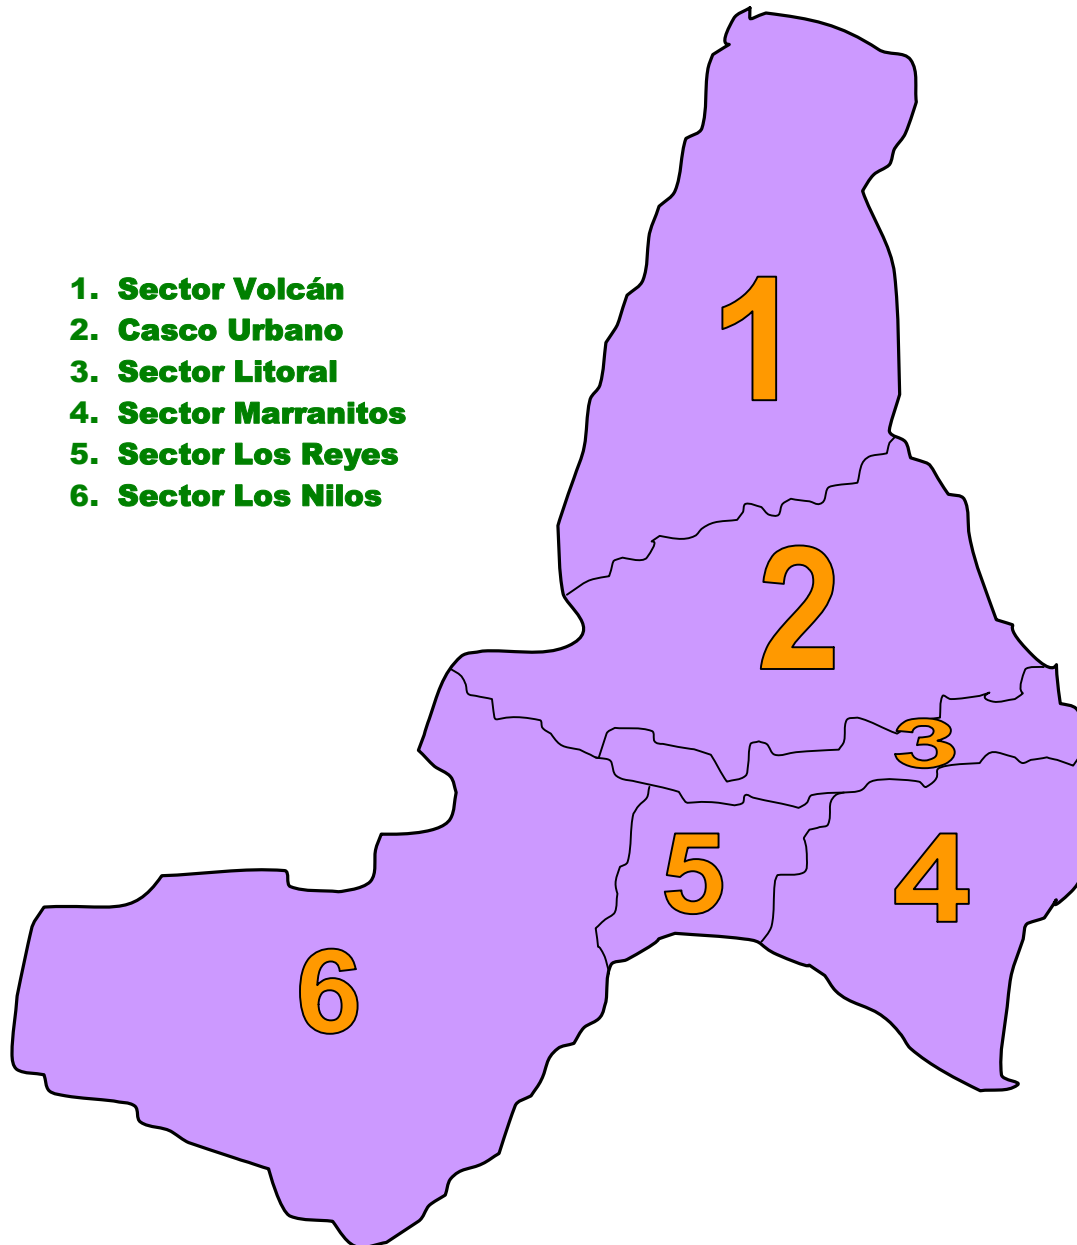 1. Sector Volcán
2. Casco Urbano
3. Sector Litoral
4. Sector Marranitos
5. Sector Los Reyes
6. Sector Los Nilos
1
2
3
5
4
6